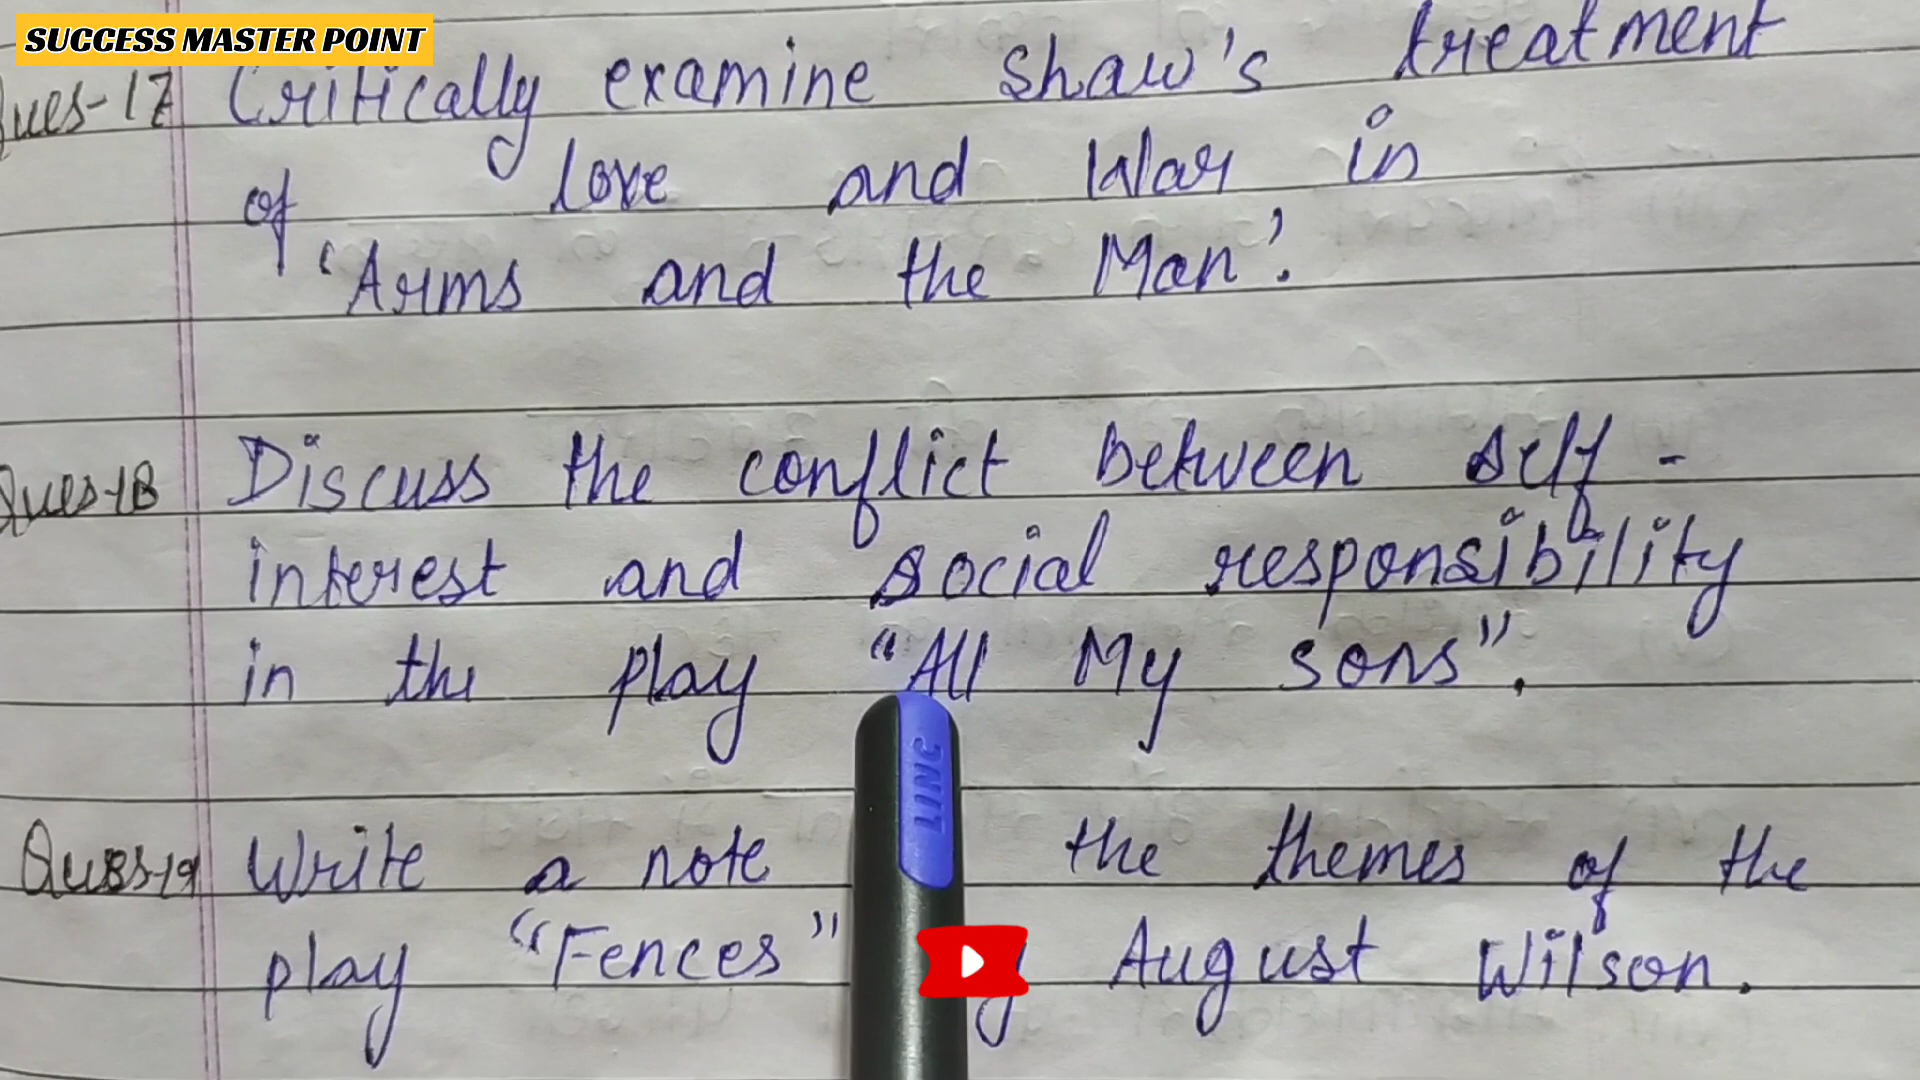 SUCCESS MASTER POINT
Ques-17 Critically examine Shaw's treatment
of love and War in
'Arms and the Man'.
Ques-18 Discuss the conflict between self-
interest and social responsibility
in the play "All My sons".
LINC
Ques-19 Write a note the themes of the
play "Fences" August Wilson.